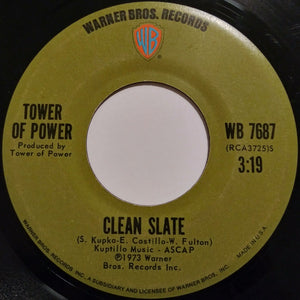 WARNER BROS. RECORDS
WB
TOWER
OF POWER
Produced by
Tower of Power
WB 7687
(RCA3725)S
3:19
CLEAN SLATE
(S. Kupka-E. Castillo-W. Fulton)
Kuptillo Music - ASCAP
℗1973 Warner
Bros. Records Inc.
WARNER BROS. RECORDS INC., A SUBSIDIARY AND LICENSEE OF WARNER BROS. INC.
MADE IN U.S.A.